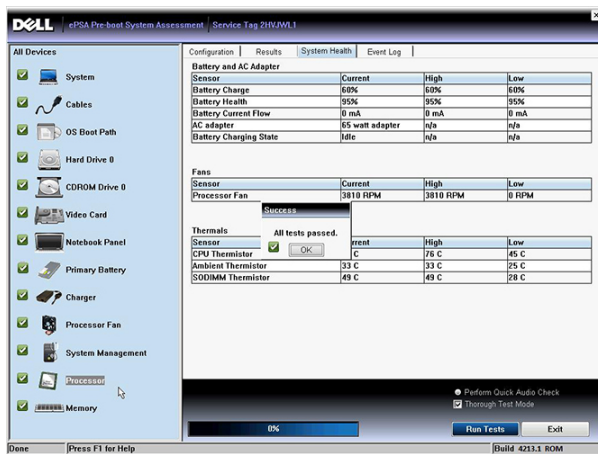 DELL ePSA Pre-boot System Assessment Service Tag 2HVJWL1
All Devices
System
Cables
OS Boot Path
Hard Drive 0
CDROM Drive 0
Video Card
Notebook Panel
Primary Battery
Charger
Processor Fan
System Management
Processor
Memory
Configuration Results System Health Event Log
Battery and AC Adapter
Sensor Current High Low
Battery Charge 60% 60% 60%
Battery Health 95% 95% 95%
Battery Current Flow 0 mA 0 mA 0 mA
AC adapter 65 watt adapter n/a n/a
Battery Charging State Idle n/a n/a
Fans
Sensor Current High Low
Processor Fan 3810 RPM 3810 RPM 0 RPM
Success
All tests passed.
OK
Thermals
Sensor rrent High Low
CPU Thermistor C 76 C 45 C
Ambient Thermistor 33 C 33 C 25 C
SODIMM Thermistor 49 C 49 C 28 C
Perform Quick Audio Check
Thorough Test Mode
0% Run Tests Exit
Done Press F1 for Help Build 4213.1 ROM